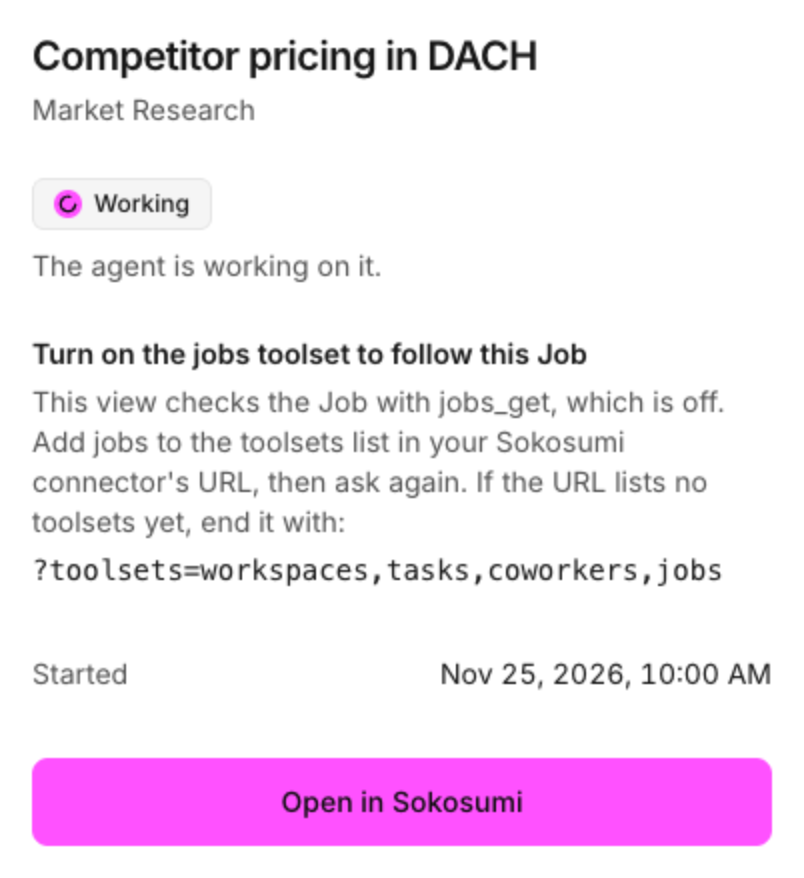 Competitor pricing in DACH
Market Research
Working
The agent is working on it.
Turn on the jobs toolset to follow this Job
This view checks the Job with jobs_get, which is off.
Add jobs to the toolsets list in your Sokosumi
connector's URL, then ask again. If the URL lists no
toolsets yet, end it with:
?toolsets=workspaces,tasks,coworkers,jobs
Started Nov 25, 2026, 10:00 AM
Open in Sokosumi